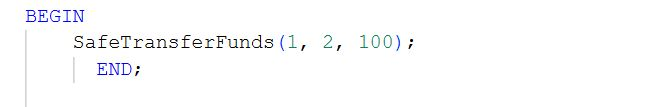 BEGIN
SafeTransferFunds(1, 2, 100);
END;